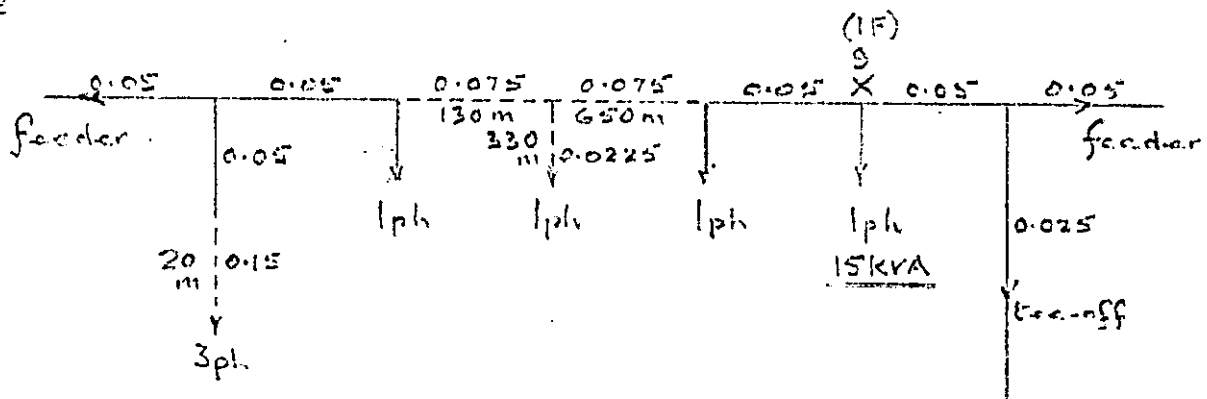 (1F)
9
0.05 0.05 0.075 0.075 0.05 X 0.05 0.05
feeder 130m 650m feeder
0.05 330 m 0.0225
1ph 1ph 1ph 1ph 0.025
15kVA
20 m 0.15 tee-off
3ph